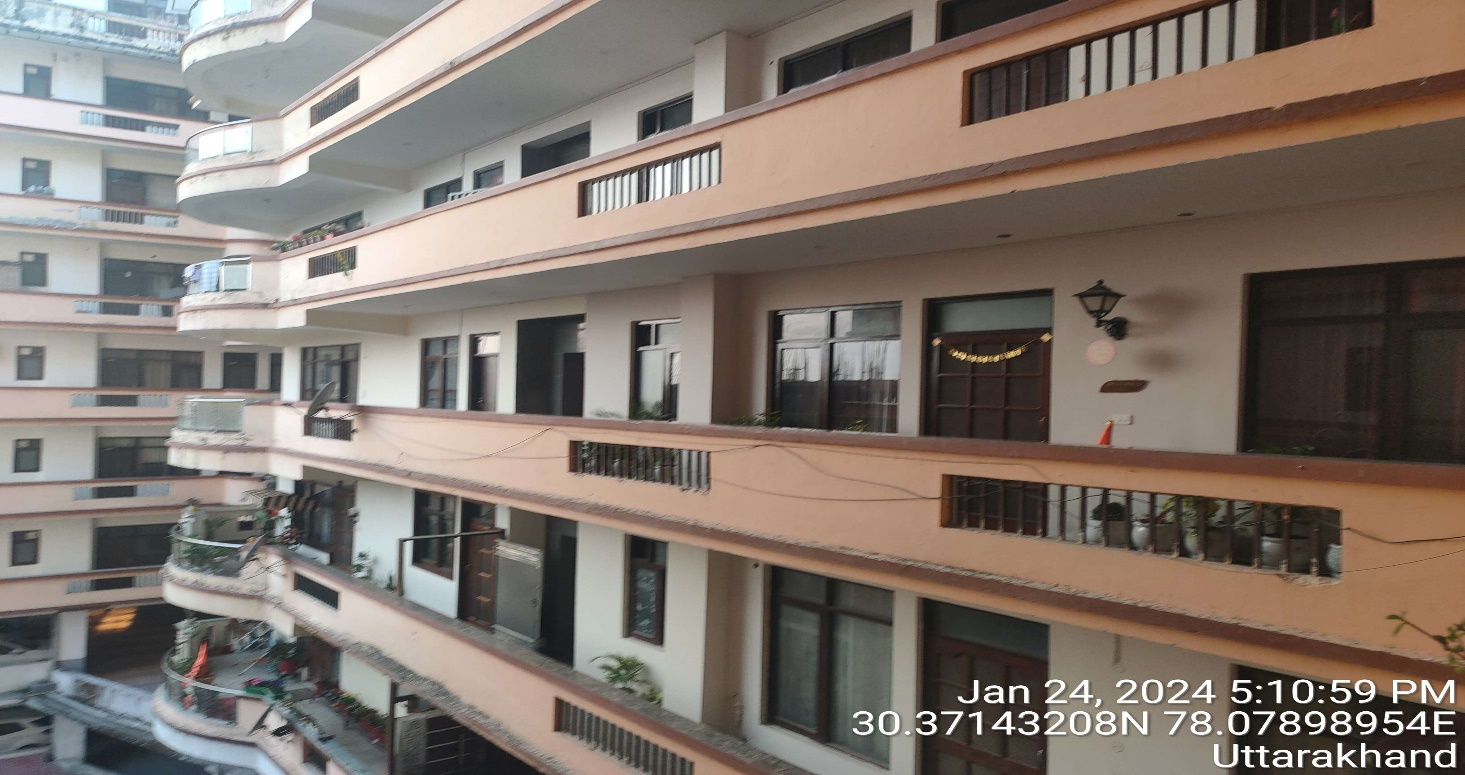 Jan 24, 2024 5:10:59 PM
30.37143208N 78.07898954E
Uttarakhand